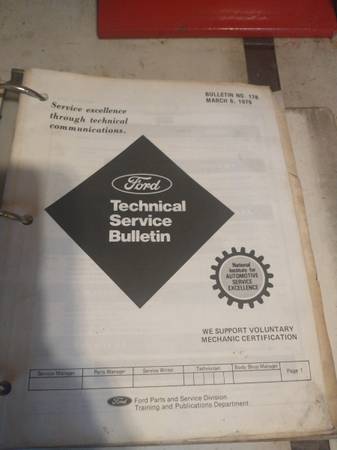 BULLETIN NO. 178
MARCH 9, 1979
Service excellence
through technical
communications.
Ford
Technical
Service
Bulletin
National
Institute for
AUTOMOTIVE
SERVICE
EXCELLENCE
WE SUPPORT VOLUNTARY
MECHANIC CERTIFICATION
Service Manager Parts Manager Service Writer Technician Body Shop Manager Page 1
Ford Ford Parts and Service Division
Training and Publications Department